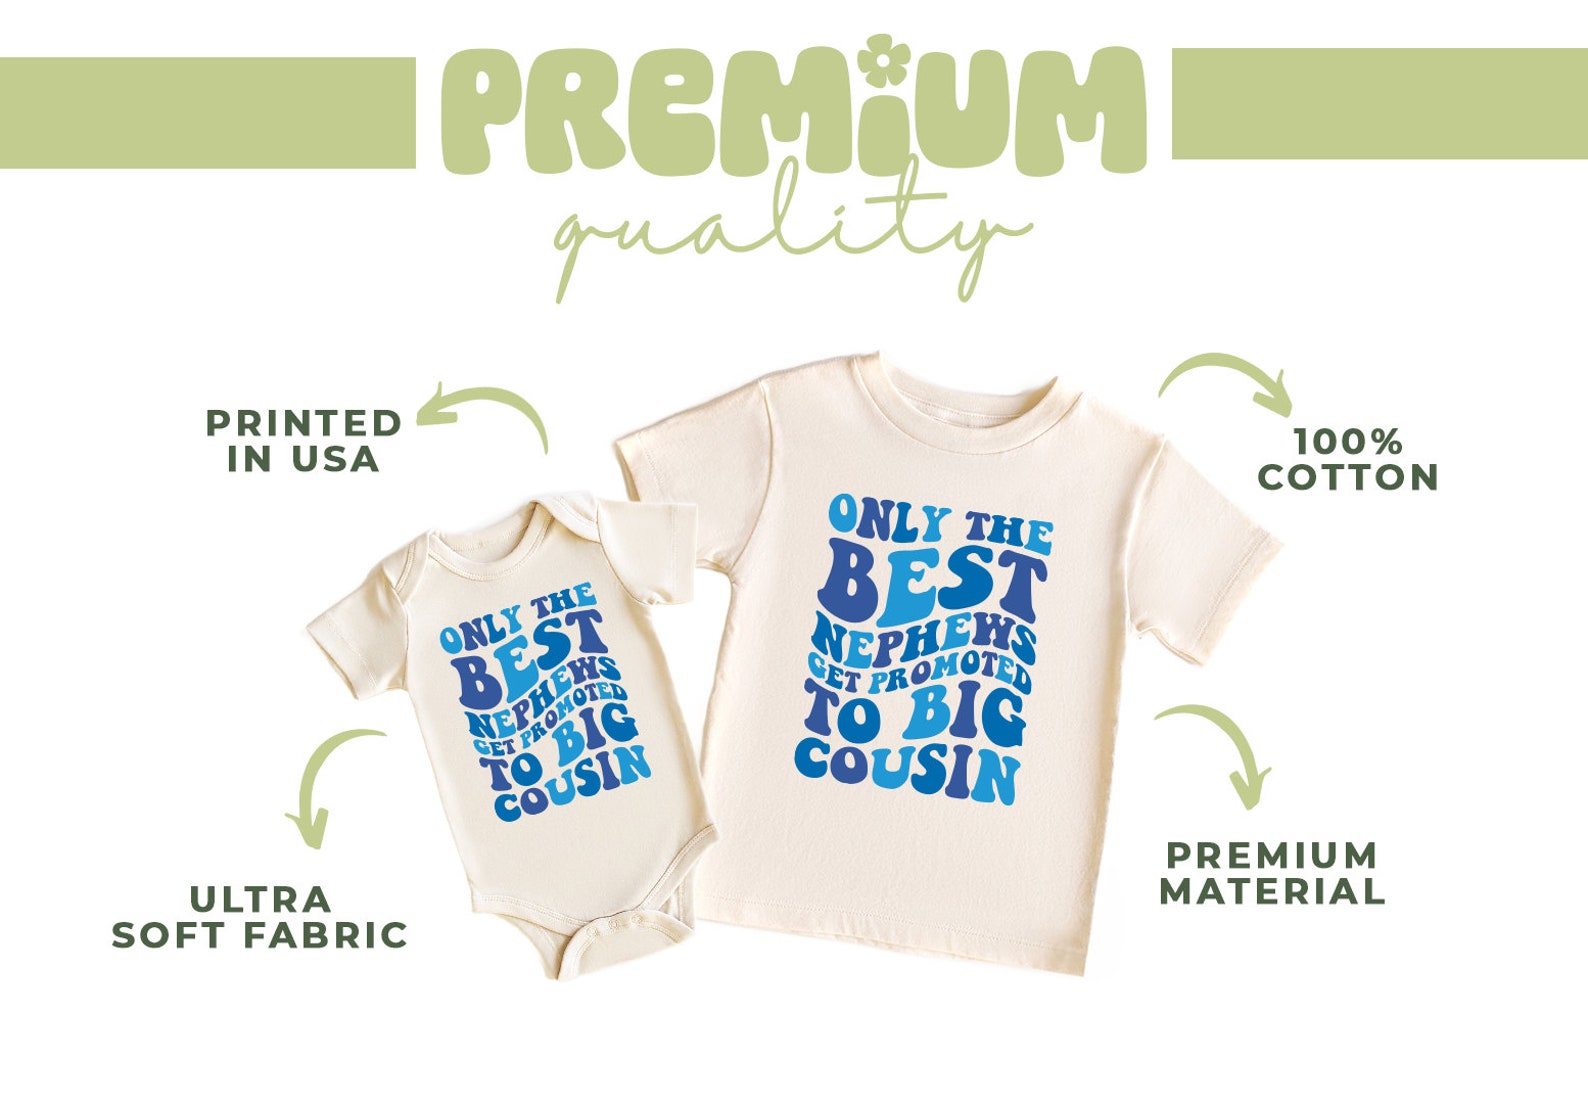 PREMIUM
quality
PRINTED
IN USA
100%
COTTON
ONLY THE
BEST
NEPHEWS
GET PROMOTED
TO BIG
COUSIN
ONLY THE
BEST
NEPHEWS
GET PROMOTED
TO BIG
COUSIN
ULTRA
SOFT FABRIC
PREMIUM
MATERIAL